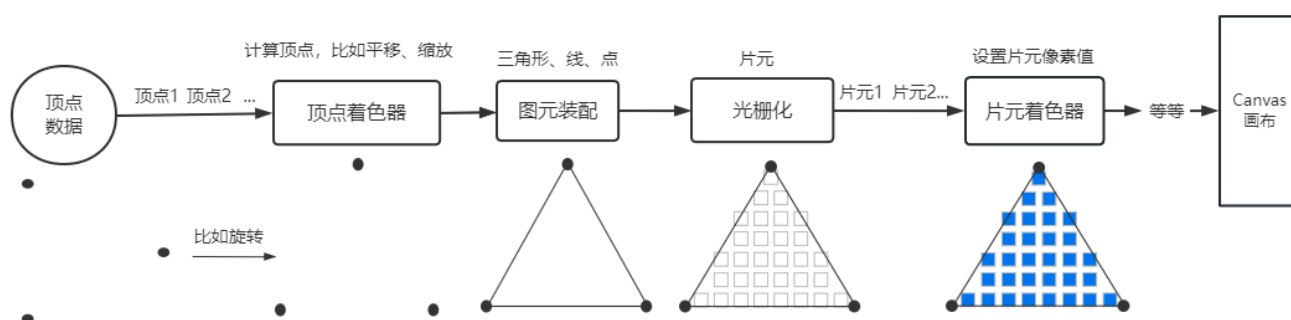 计算顶点，比如平移、缩放
三角形、线、点
片元
设置片元像素值
顶点
数据
顶点1 顶点2 ...
顶点着色器
图元装配
光栅化
片元1 片元2...
片元着色器
等等
Canvas
画布
比如旋转